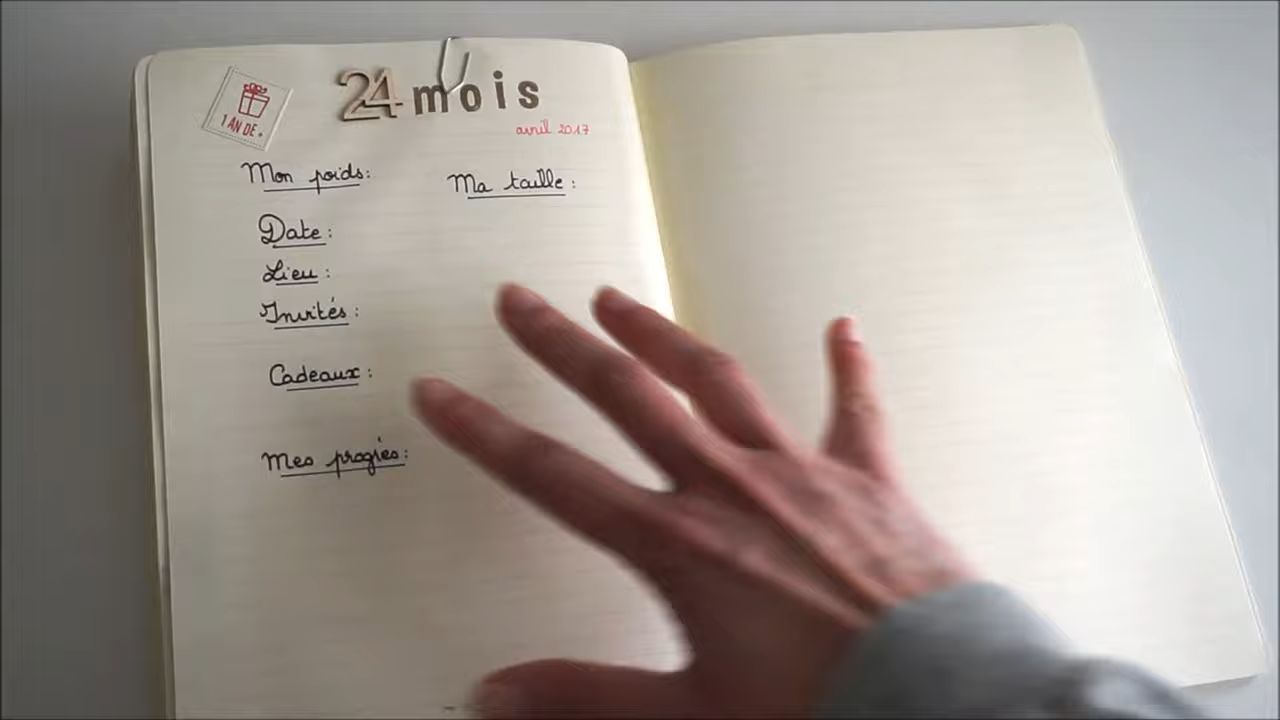 24 mois
1 AN DE +
avril 2017
Mon poids:
Ma taille:
Date:
Lieu:
Invités:
Cadeaux:
Mes progrès: